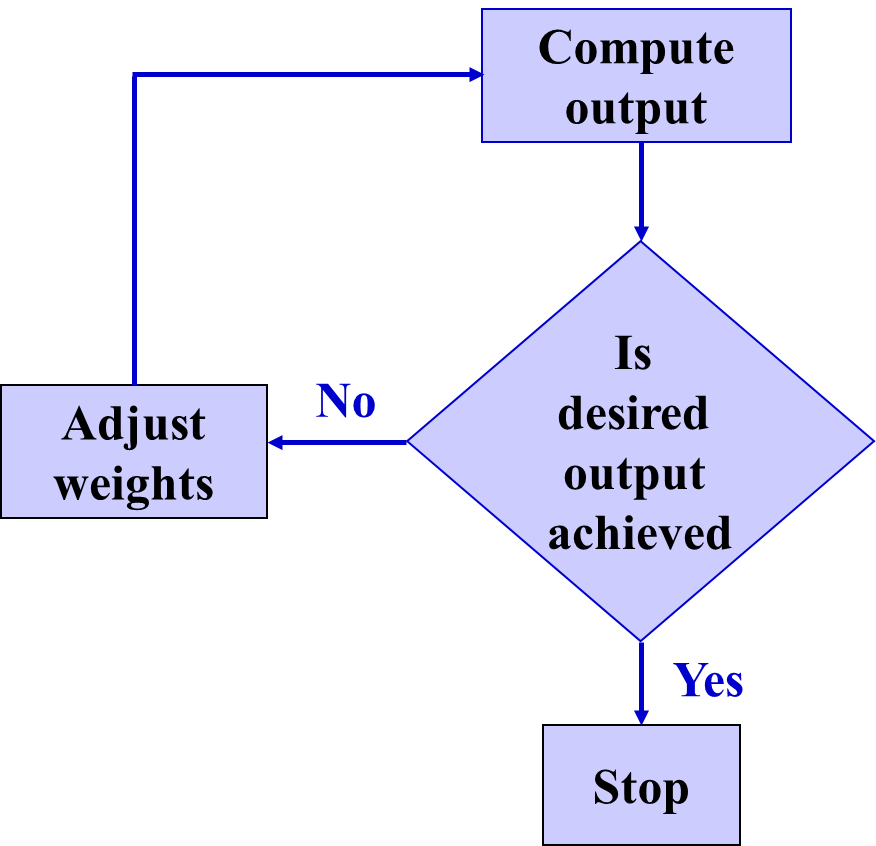 Compute
output
Is
desired
output
achieved
No
Adjust
weights
Yes
Stop